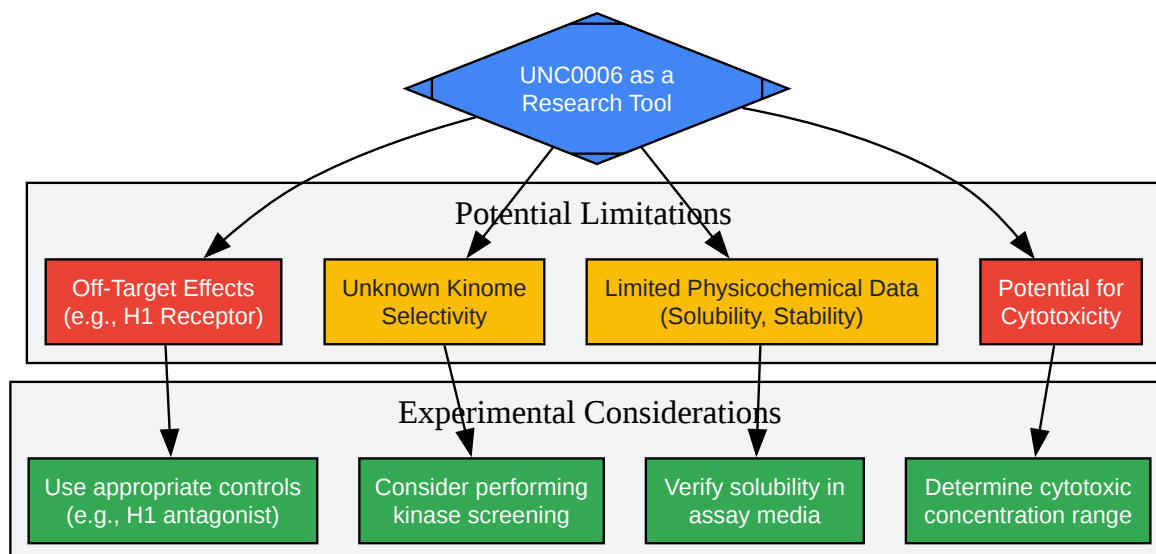 UNC0006 as a
Research Tool
Potential Limitations
Off-Target Effects
(e.g., H1 Receptor)
Unknown Kinome
Selectivity
Limited Physicochemical Data
(Solubility, Stability)
Potential for
Cytotoxicity
Experimental Considerations
Use appropriate controls
(e.g., H1 antagonist)
Consider performing
kinase screening
Verify solubility in
assay media
Determine cytotoxic
concentration range